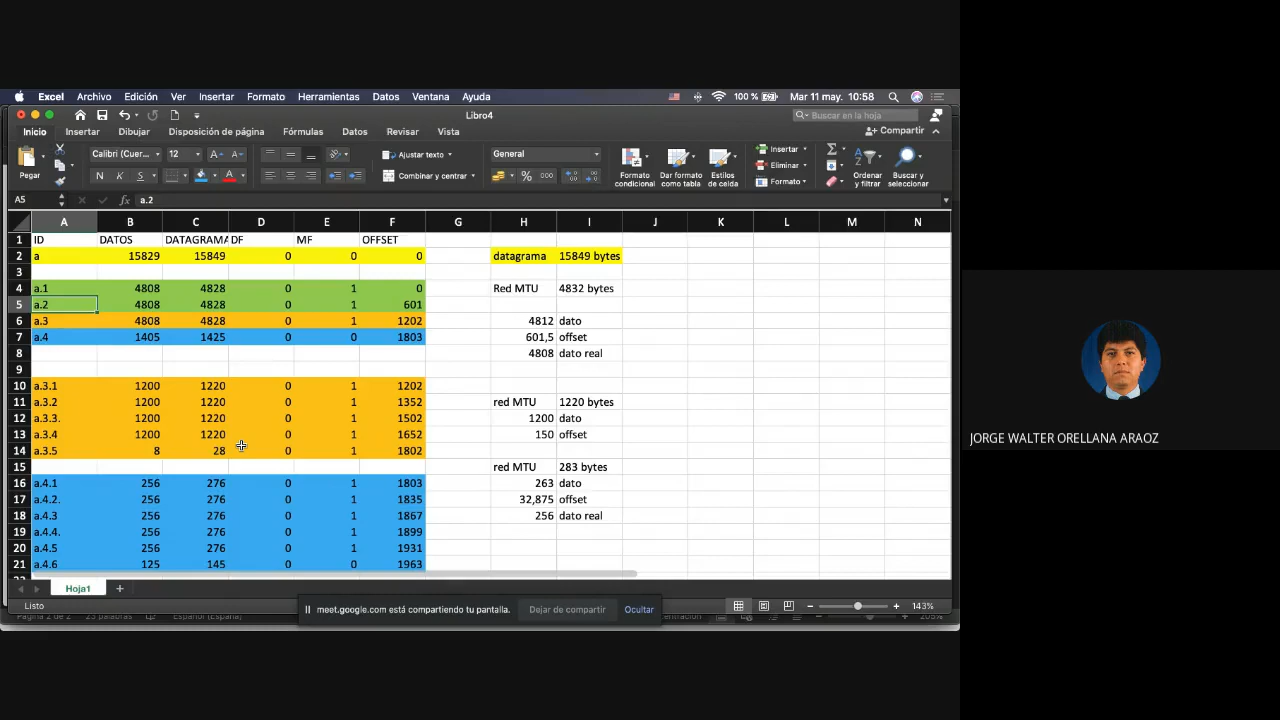 Excel Archivo Edición Ver Insertar Formato Herramientas Datos Ventana Ayuda 100 % Mar 11 may. 10:58
Libro4 Buscar en la hoja
Inicio Insertar Dibujar Disposición de página Fórmulas Datos Revisar Vista Compartir
Calibri (Cuer... 12 A A Ajustar texto General Insertar Σ
Eliminar
Pegar N K S A Combinar y centrar % 000 Formato condicional Dar formato como tabla Estilos de celda Formato Ordenar y filtrar Buscar y seleccionar
A5 fx a.2
A B C D E F G H I J K L M N
1 ID DATOS DATAGRAMA DF MF OFFSET
2 a 15829 15849 0 0 0 datagrama 15849 bytes
3
4 a.1 4808 4828 0 1 0 Red MTU 4832 bytes
5 a.2 4808 4828 0 1 601
6 a.3 4808 4828 0 1 1202 4812 dato
7 a.4 1405 1425 0 0 1803 601,5 offset
8 4808 dato real
9
10 a.3.1 1200 1220 0 1 1202
11 a.3.2 1200 1220 0 1 1352 red MTU 1220 bytes
12 a.3.3. 1200 1220 0 1 1502 1200 dato
13 a.3.4 1200 1220 0 1 1652 150 offset
14 a.3.5 8 28 0 1 1802
15 red MTU 283 bytes
16 a.4.1 256 276 0 1 1803 263 dato
17 a.4.2. 256 276 0 1 1835 32,875 offset
18 a.4.3 256 276 0 1 1867 256 dato real
19 a.4.4. 256 276 0 1 1899
20 a.4.5 256 276 0 1 1931
21 a.4.6 125 145 0 0 1963
Hoja1 +
Listo meet.google.com está compartiendo tu pantalla. Dejar de compartir Ocultar 143%
Página 2 de 2 23 palabras Español (España)
JORGE WALTER ORELLANA ARAOZ